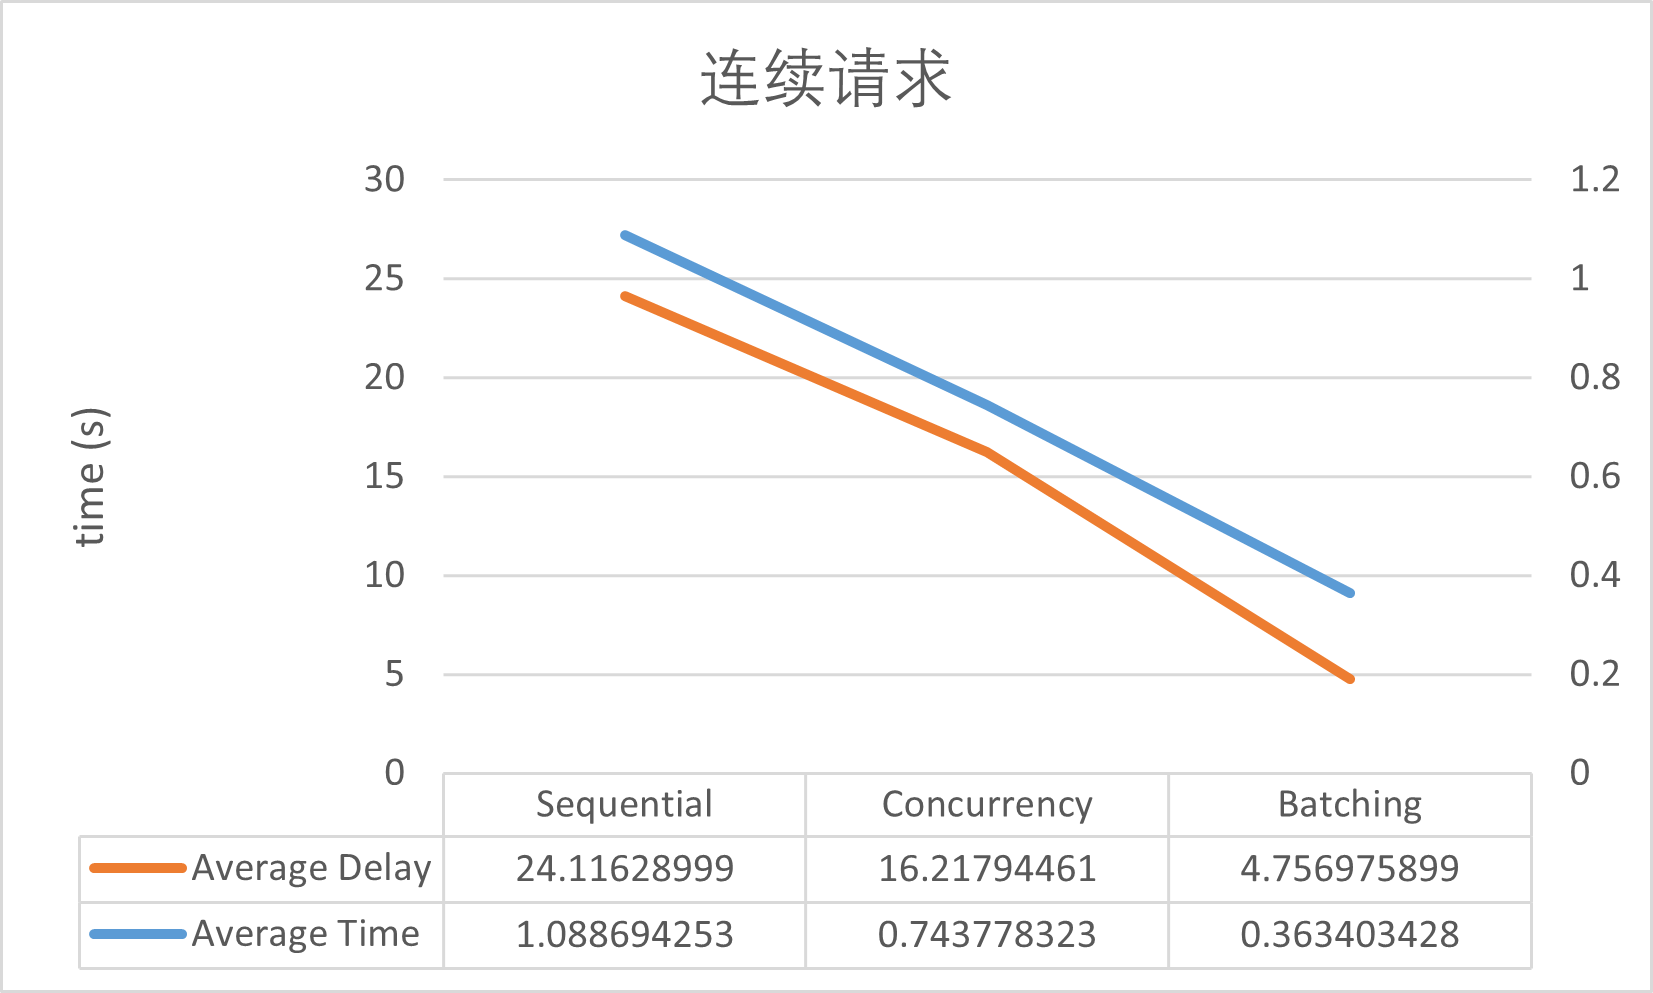 连续请求
30
25
20
15
10
5
0
1.2
1
0.8
0.6
0.4
0.2
0
time (s)
Sequential Concurrency Batching
Average Delay 24.11628999 16.21794461 4.756975899
Average Time 1.088694253 0.743778323 0.363403428